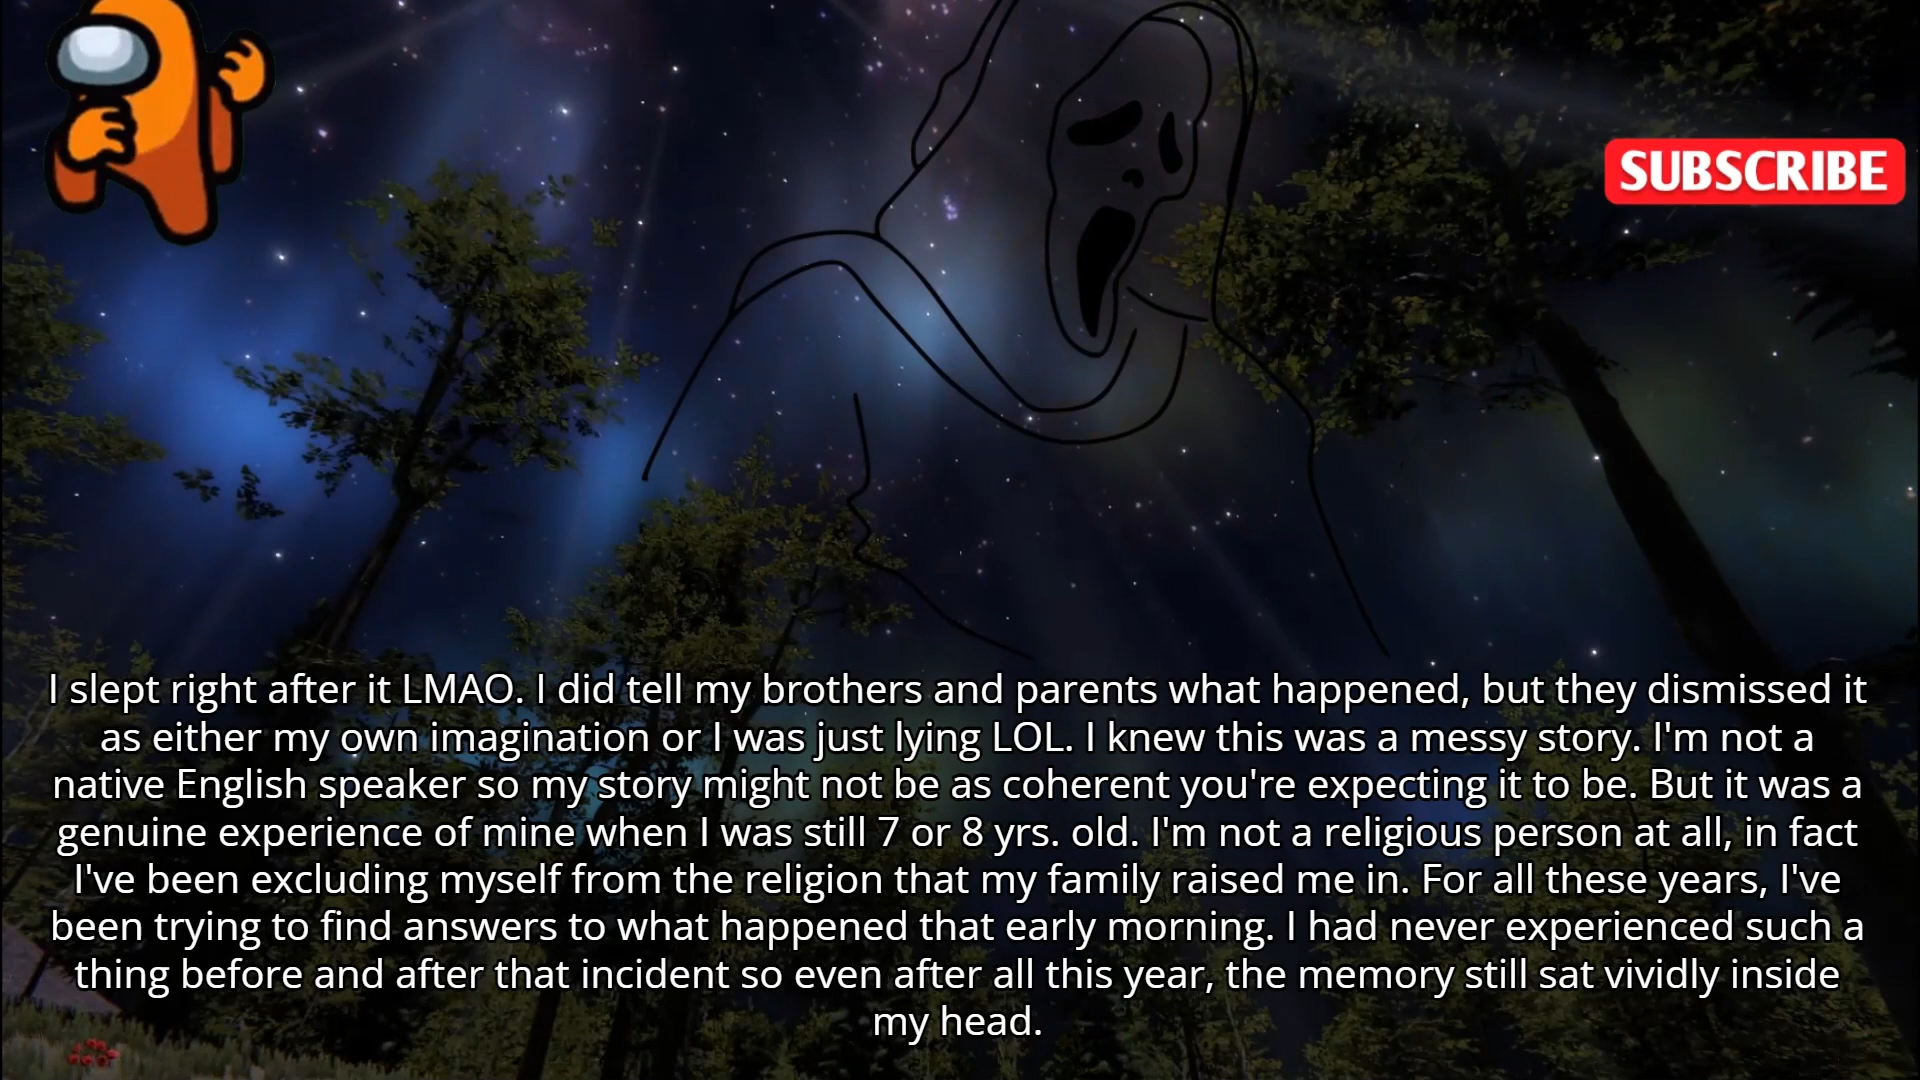 SUBSCRIBE
I slept right after it LMAO. I did tell my brothers and parents what happened, but they dismissed it
as either my own imagination or I was just lying LOL. I knew this was a messy story. I'm not a
native English speaker so my story might not be as coherent you're expecting it to be. But it was a
genuine experience of mine when I was still 7 or 8 yrs. old. I'm not a religious person at all, in fact
I've been excluding myself from the religion that my family raised me in. For all these years, I've
been trying to find answers to what happened that early morning. I had never experienced such a
thing before and after that incident so even after all this year, the memory still sat vividly inside
my head.